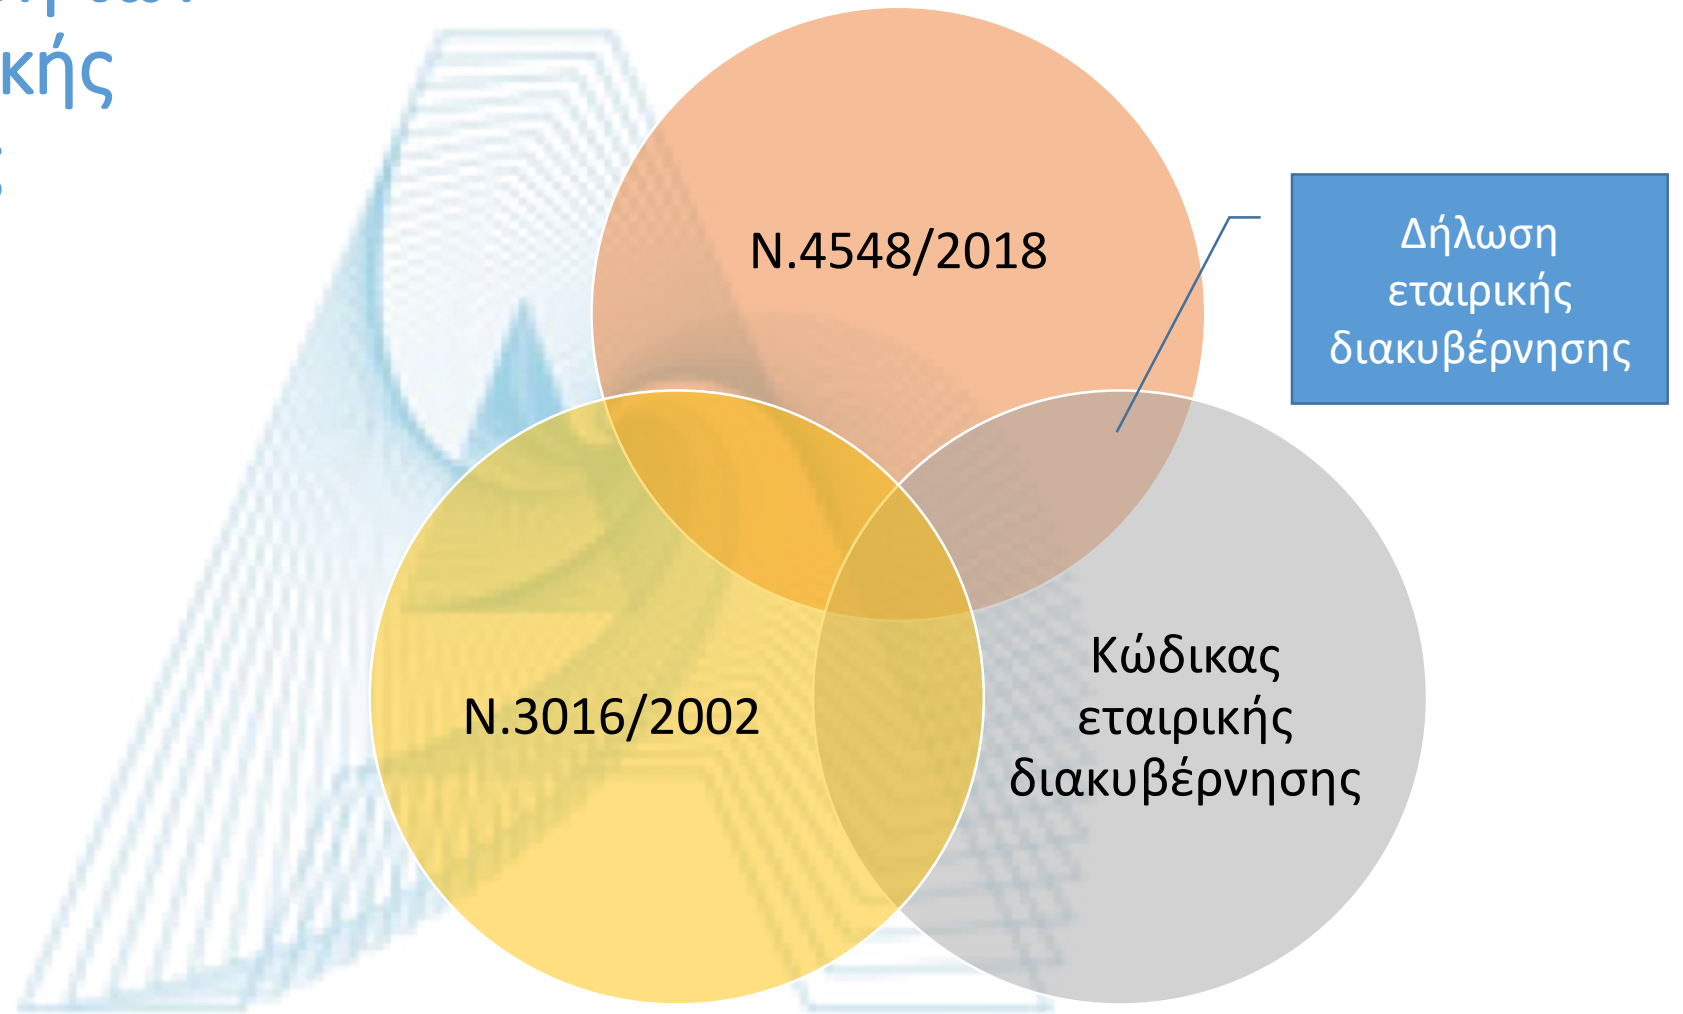 κής
Ν.4548/2018
Δήλωση
εταιρικής
διακυβέρνησης
Ν.3016/2002
Κώδικας
εταιρικής
διακυβέρνησης